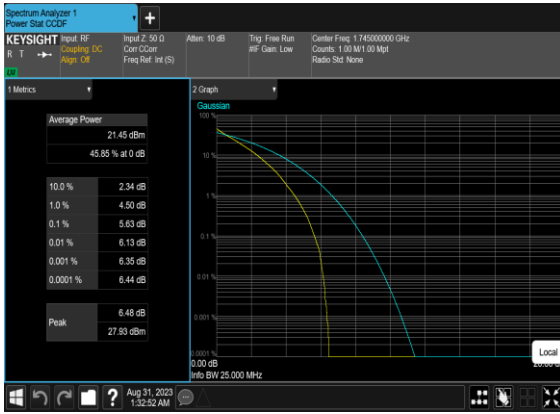 Spectrum Analyzer 1
Power Stat CCDF
KEYSIGHT
R T
Input: RF
Coupling: DC
Align: Off
Input Z: 50 Ω
Corr CCorr
Freq Ref: Int (S)
Atten: 10 dB
Trig: Free Run
#IF Gain: Low
Center Freq: 1.745000000 GHz
Counts: 1.00 M/1.00 Mpt
Radio Std: None
1 Metrics
Average Power
21.45 dBm
45.85 % at 0 dB
10.0 % 2.34 dB
1.0 % 4.50 dB
0.1 % 5.63 dB
0.01 % 6.13 dB
0.001 % 6.35 dB
0.0001 % 6.44 dB
Peak
6.48 dB
27.93 dBm
2 Graph
Gaussian
100 %
10 %
1 %
0.1 %
0.01 %
0.001 %
0.0001 %
0.00 dB
Info BW 25.000 MHz
Local
?
Aug 31, 2023
1:32:52 AM